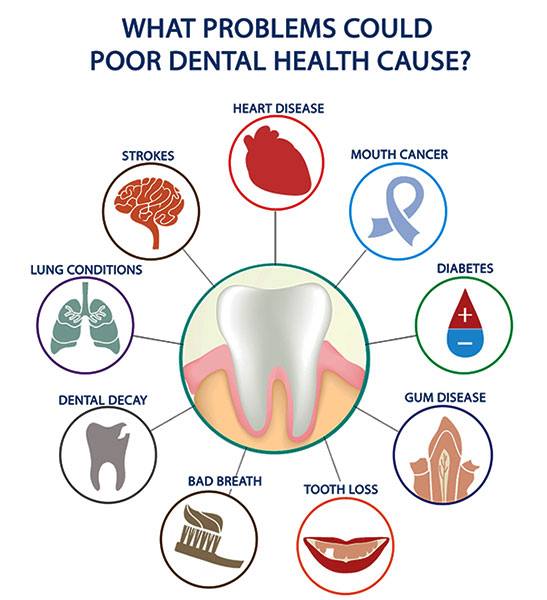 WHAT PROBLEMS COULD
POOR DENTAL HEALTH CAUSE?
HEART DISEASE
STROKES
MOUTH CANCER
LUNG CONDITIONS
DIABETES
+
−
DENTAL DECAY
GUM DISEASE
BAD BREATH
TOOTH LOSS